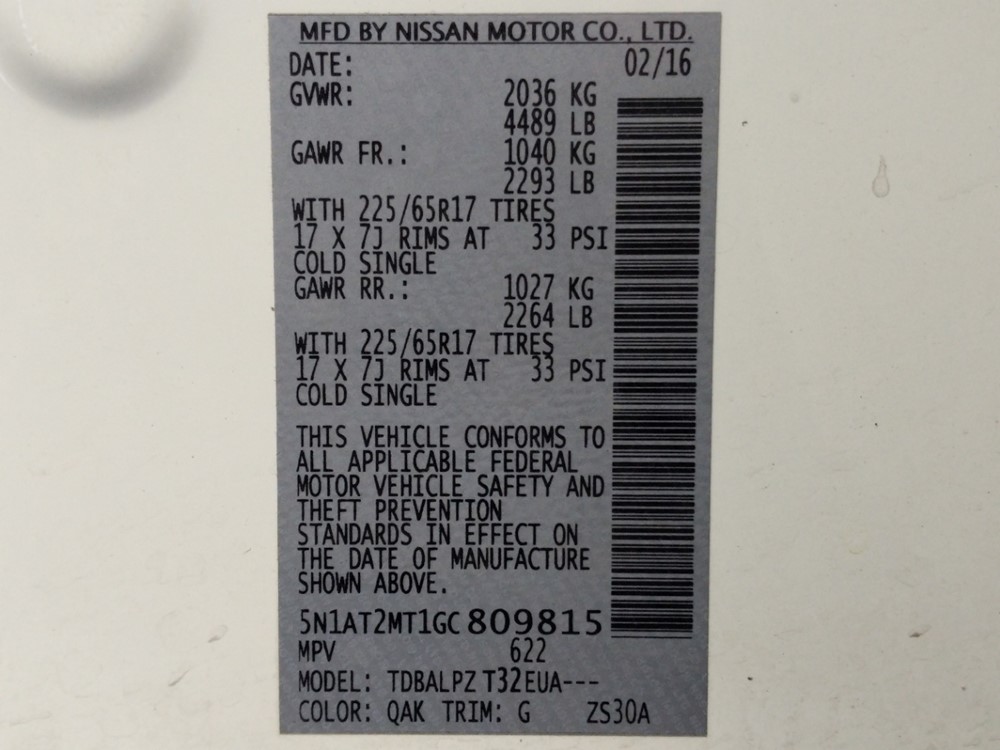 MFD BY NISSAN MOTOR CO., LTD.
DATE: 02/16
GVWR: 2036 KG
4489 LB
GAWR FR.: 1040 KG
2293 LB
WITH 225/65R17 TIRES
17 X 7J RIMS AT 33 PSI
COLD SINGLE
GAWR RR.: 1027 KG
2264 LB
WITH 225/65R17 TIRES
17 X 7J RIMS AT 33 PSI
COLD SINGLE
THIS VEHICLE CONFORMS TO
ALL APPLICABLE FEDERAL
MOTOR VEHICLE SAFETY AND
THEFT PREVENTION
STANDARDS IN EFFECT ON
THE DATE OF MANUFACTURE
SHOWN ABOVE.
5N1AT2MT1GC809815
MPV 622
MODEL: TDBALPZ T32EUA---
COLOR: QAK TRIM: G ZS30A